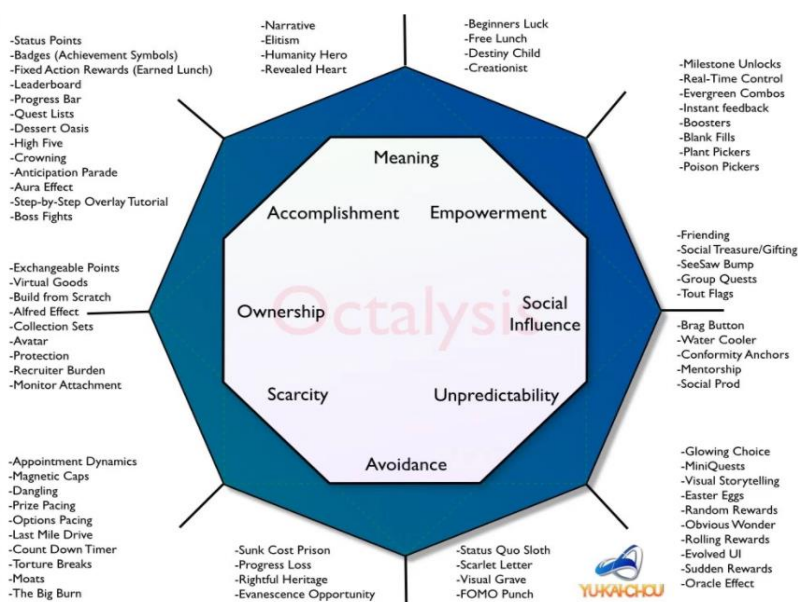 -Narrative
-Elitism
-Humanity Hero
-Revealed Heart
-Beginners Luck
-Free Lunch
-Destiny Child
-Creationist
-Status Points
-Badges (Achievement Symbols)
-Fixed Action Rewards (Earned Lunch)
-Leaderboard
-Progress Bar
-Quest Lists
-Dessert Oasis
-High Five
-Crowning
-Anticipation Parade
-Aura Effect
-Step-by-Step Overlay Tutorial
-Boss Fights
-Milestone Unlocks
-Real-Time Control
-Evergreen Combos
-Instant feedback
-Boosters
-Blank Fills
-Plant Pickers
-Poison Pickers
Meaning
Accomplishment
Empowerment
-Exchangeable Points
-Virtual Goods
-Build from Scratch
-Alfred Effect
-Collection Sets
-Avatar
-Protection
-Recruiter Burden
-Monitor Attachment
Ownership
Octalysis
Social
Influence
-Friending
-Social Treasure/Gifting
-SeeSaw Bump
-Group Quests
-Tout Flags
-Brag Button
-Water Cooler
-Conformity Anchors
-Mentorship
-Social Prod
Scarcity
Unpredictability
Avoidance
-Appointment Dynamics
-Magnetic Caps
-Dangling
-Prize Pacing
-Options Pacing
-Last Mile Drive
-Count Down Timer
-Torture Breaks
-Moats
-The Big Burn
-Sunk Cost Prison
-Progress Loss
-Rightful Heritage
-Evanescence Opportunity
-Status Quo Sloth
-Scarlet Letter
-Visual Grave
-FOMO Punch
YU-KAI-CHOU
-Glowing Choice
-MiniQuests
-Visual Storytelling
-Easter Eggs
-Random Rewards
-Obvious Wonder
-Rolling Rewards
-Evolved UI
-Sudden Rewards
-Oracle Effect